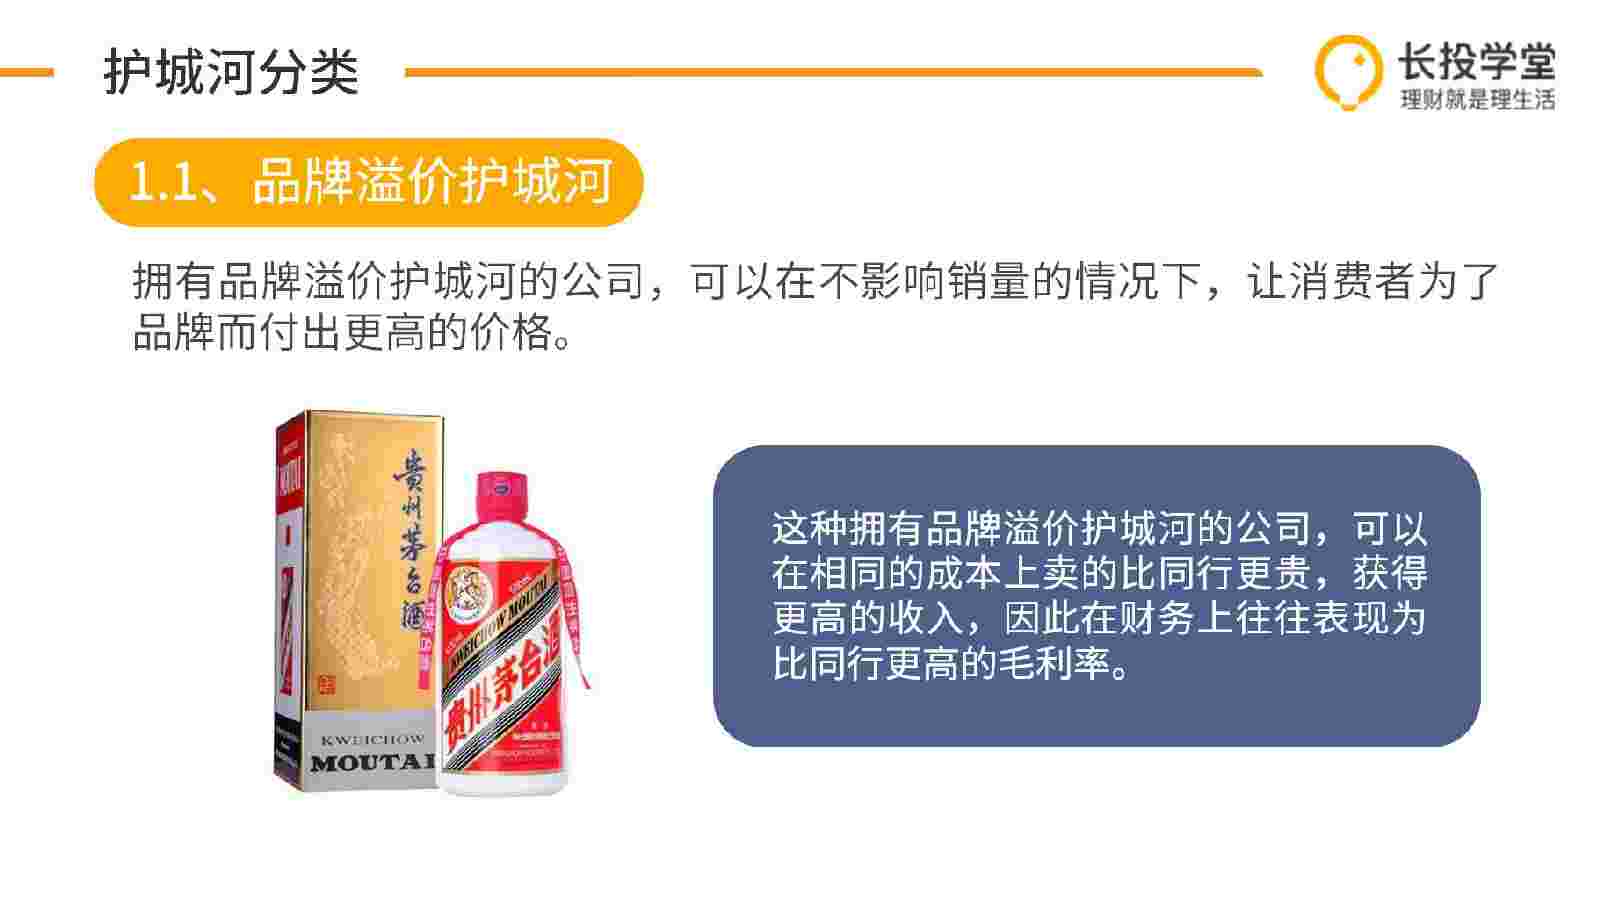 护城河分类
长投学堂
理财就是理生活
1.1、品牌溢价护城河
拥有品牌溢价护城河的公司，可以在不影响销量的情况下，让消费者为了
品牌而付出更高的价格。
这种拥有品牌溢价护城河的公司，可以
在相同的成本上卖的比同行更贵，获得
更高的收入，因此在财务上往往表现为
比同行更高的毛利率。
貴州茅台酒
KWEICHOW
MOUTAI
KWEICHOW MOUTAI
贵州茅台酒